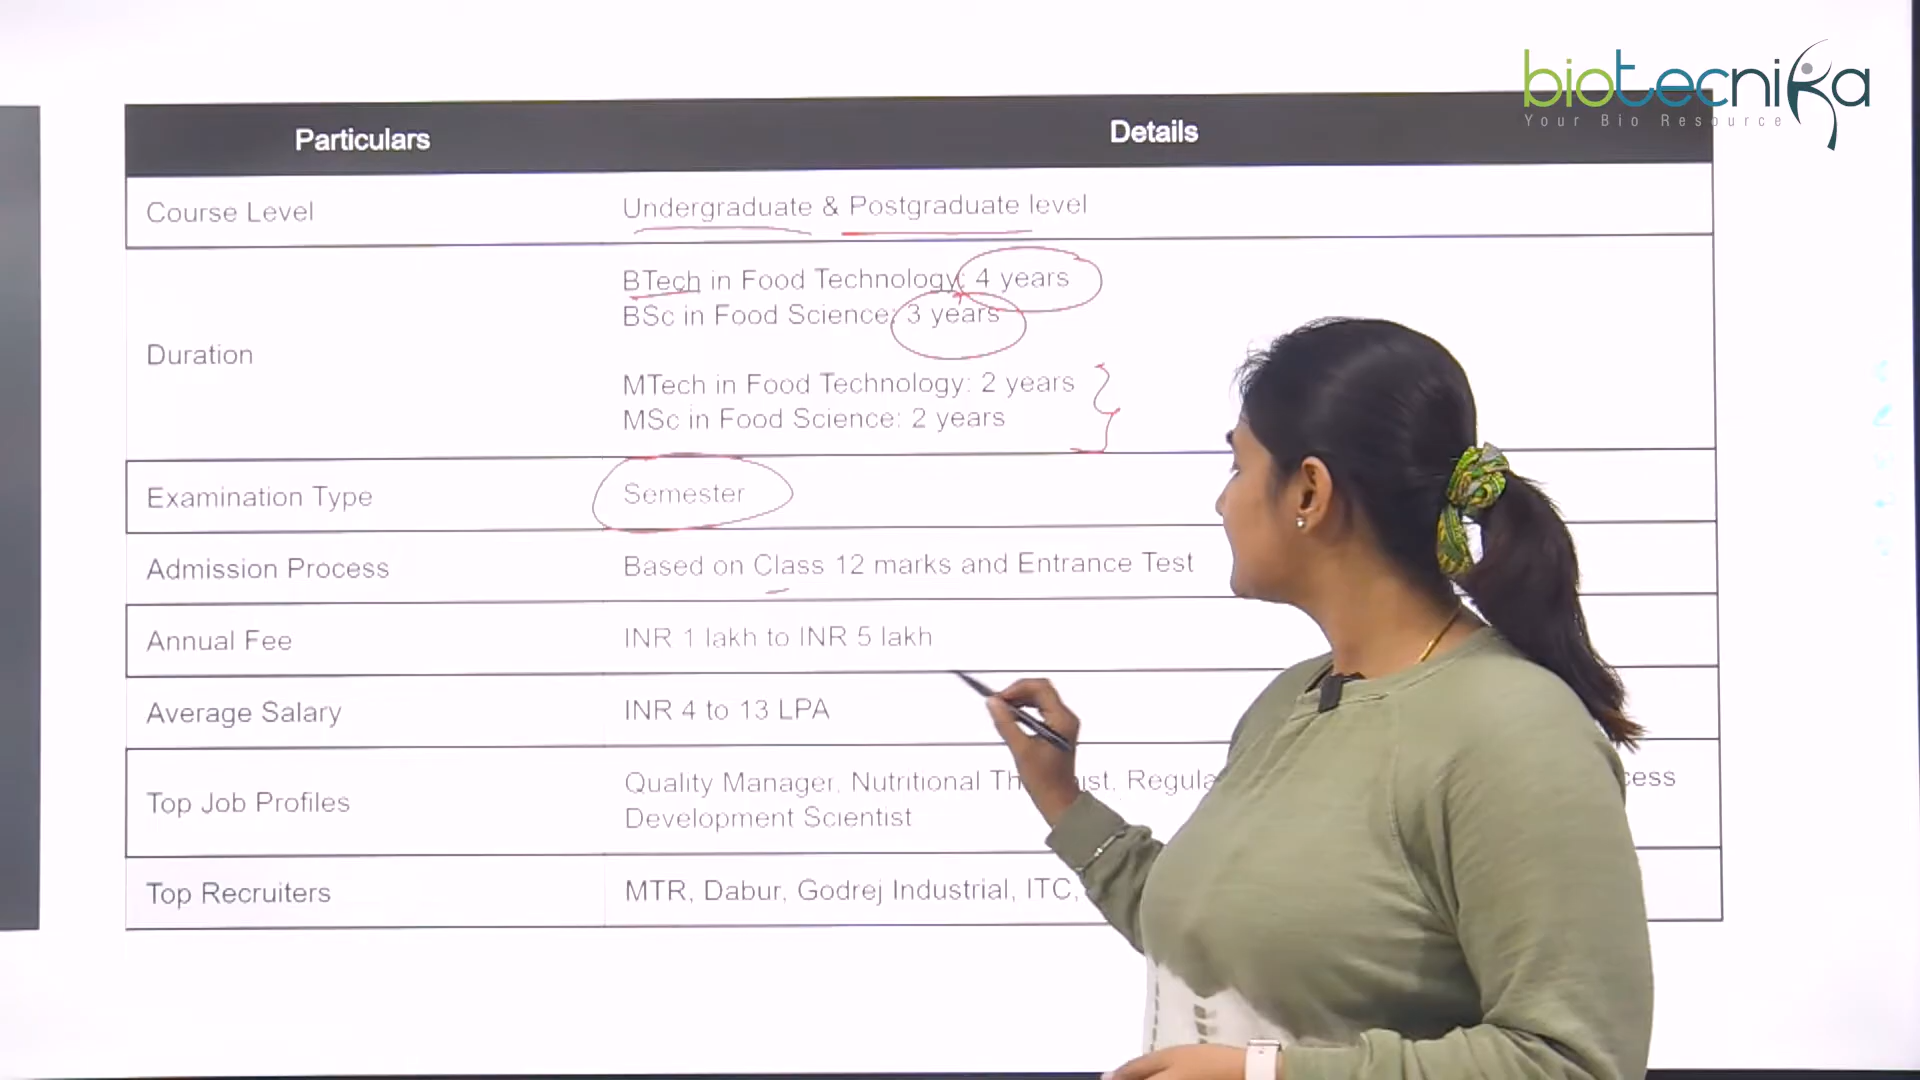 biotecnika
Your Bio Resource
Particulars Details
Course Level Undergraduate & Postgraduate level
Duration
BTech in Food Technology: 4 years
BSc in Food Science: 3 years
MTech in Food Technology: 2 years
MSc in Food Science: 2 years
Examination Type Semester
Admission Process Based on Class 12 marks and Entrance Test
Annual Fee INR 1 lakh to INR 5 lakh
Average Salary INR 4 to 13 LPA
Top Job Profiles
Quality Manager, Nutritional
Development Scientist
Top Recruiters MTR, Dabur, Godrej Industrial, ITC,